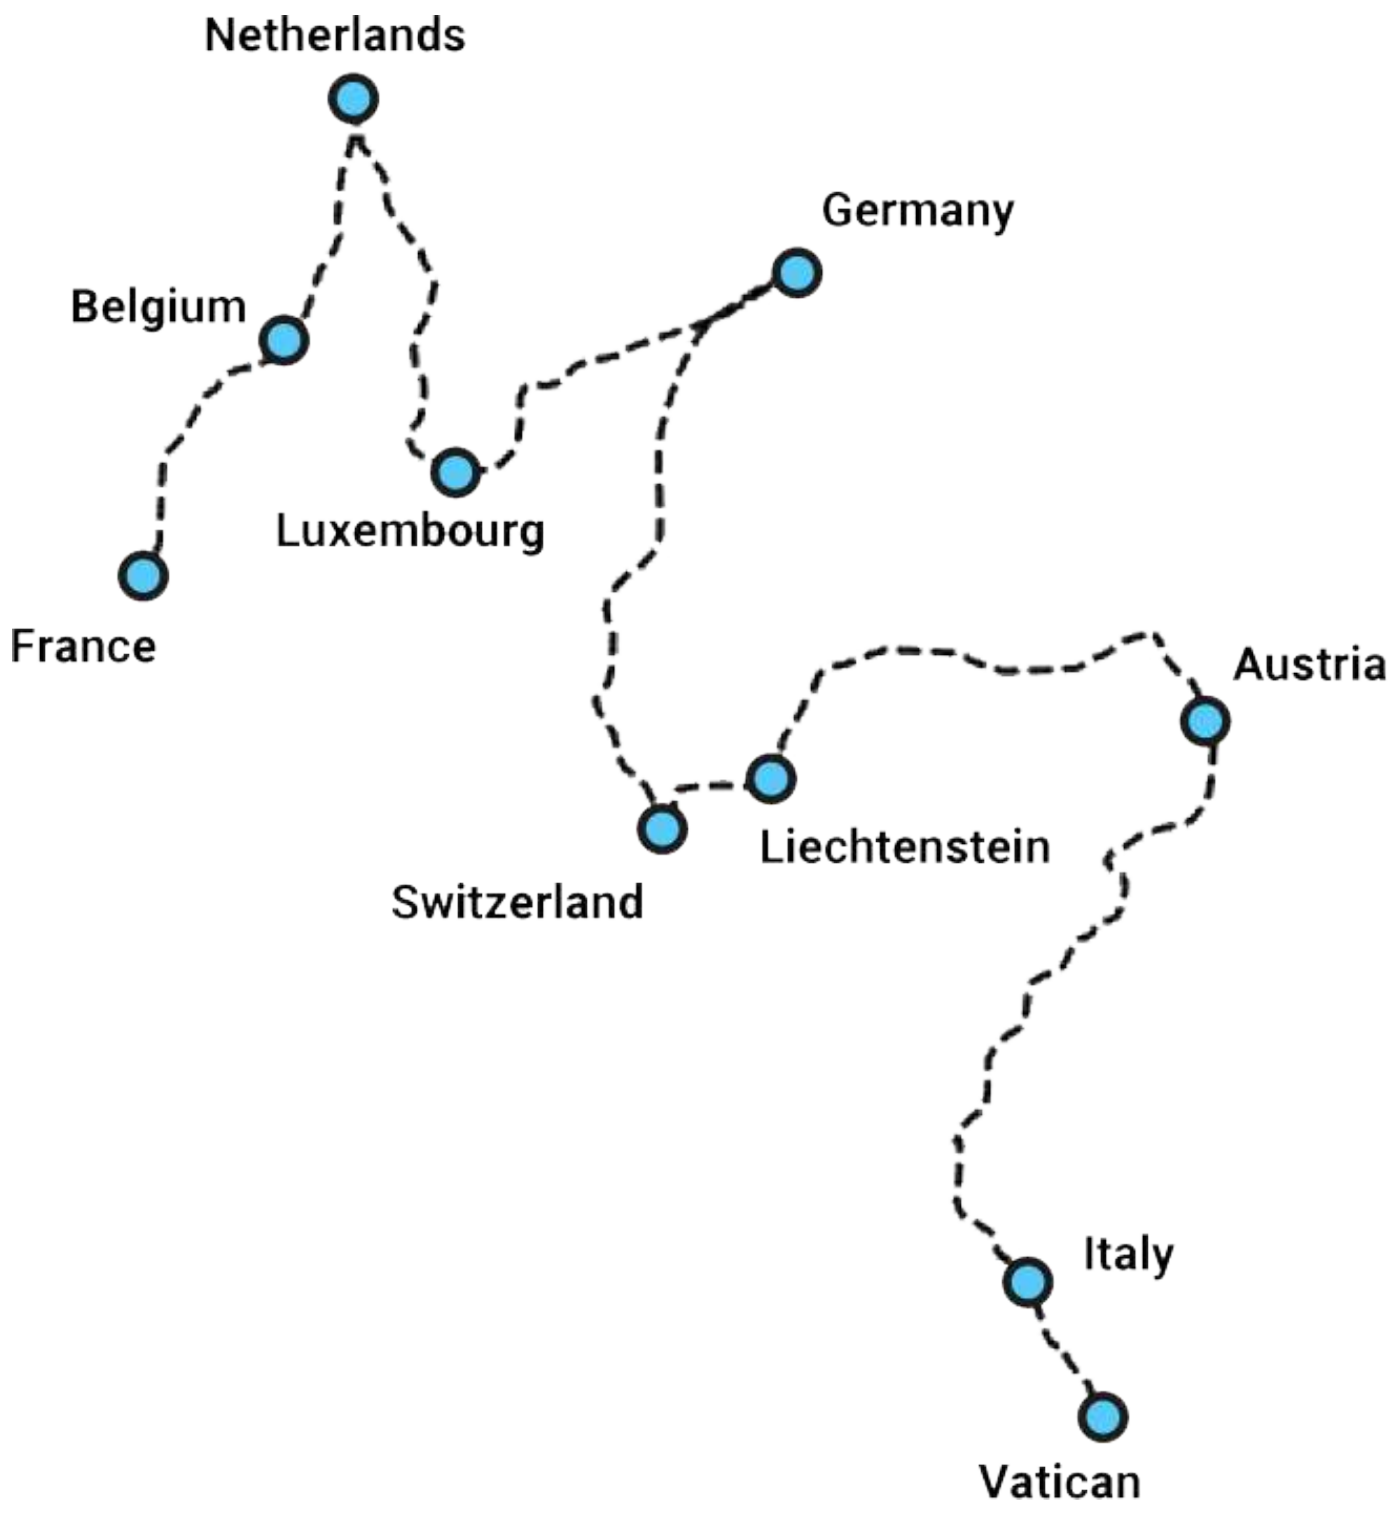 Netherlands
Germany
Belgium
Luxembourg
France
Austria
Liechtenstein
Switzerland
Italy
Vatican